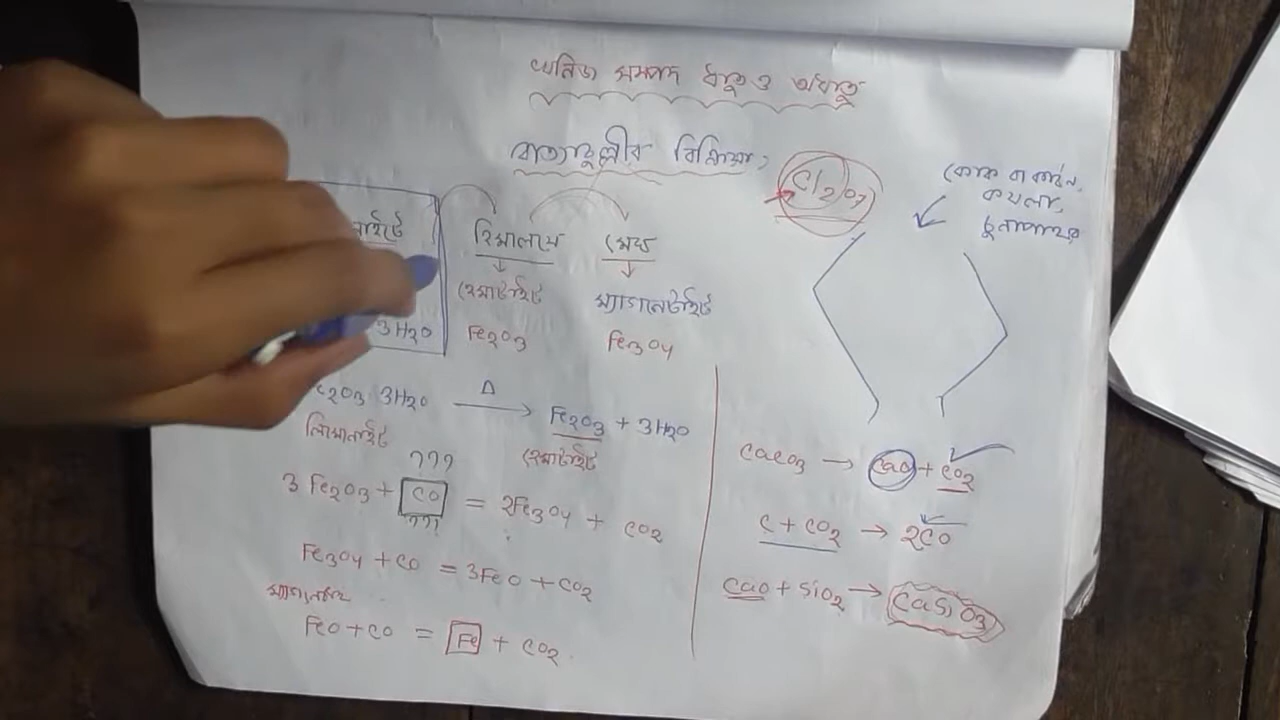 খনিজ সম্পদ ধাতু ও অধাতু
বাত্যাচুল্লীর বিক্রিয়া:
Cl2O7
কোক বা কার্বন,
কয়লা,
চুনাপাথর
নাইটে
হিমালয়ে
মেঘ
হেমাটাইট
ম্যাগনেটাইট
3H2O
Fe2O3
Fe3O4
2O3 3H2O Δ → Fe2O3 + 3H2O
লিমোনাইট
হেমাটাইট
???
3 Fe2O3 + CO = 2Fe3O4 + CO2
???
Fe3O4 + CO = 3FeO + CO2
FeO + CO = Fe + CO2
CaCO3 → CaO + CO2
C + CO2 → 2CO
CaO + SiO2 → CaSiO3